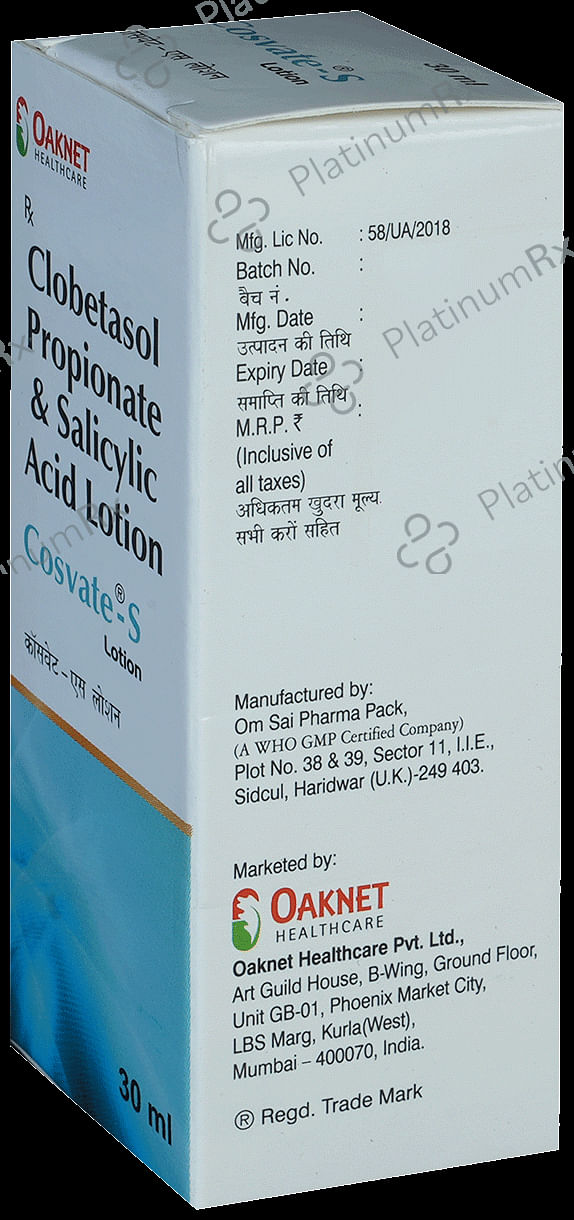 कॉसवेट-एस लोशन
Cosvate-S®
Lotion
30 ml
OAKNET
HEALTHCARE
Rx
Clobetasol
Propionate
& Salicylic
Acid Lotion
Cosvate®-S
Lotion
कॉसवेट-एस लोशन
30 ml
Mfg. Lic No. : 58/UA/2018
Batch No. :
बैच नं.
Mfg. Date :
उत्पादन की तिथि
Expiry Date :
समाप्ति की तिथि
M.R.P. ₹ :
(Inclusive of
all taxes)
अधिकतम खुदरा मूल्य
सभी करों सहित
Manufactured by:
Om Sai Pharma Pack,
(A WHO GMP Certified Company)
Plot No. 38 & 39, Sector 11, I.I.E.,
Sidcul, Haridwar (U.K.)-249 403.
Marketed by:
OAKNET
HEALTHCARE
Oaknet Healthcare Pvt. Ltd.,
Art Guild House, B-Wing, Ground Floor,
Unit GB-01, Phoenix Market City,
LBS Marg, Kurla(West),
Mumbai – 400070, India.
® Regd. Trade Mark
PlatinumRx
PlatinumRx
PlatinumRx